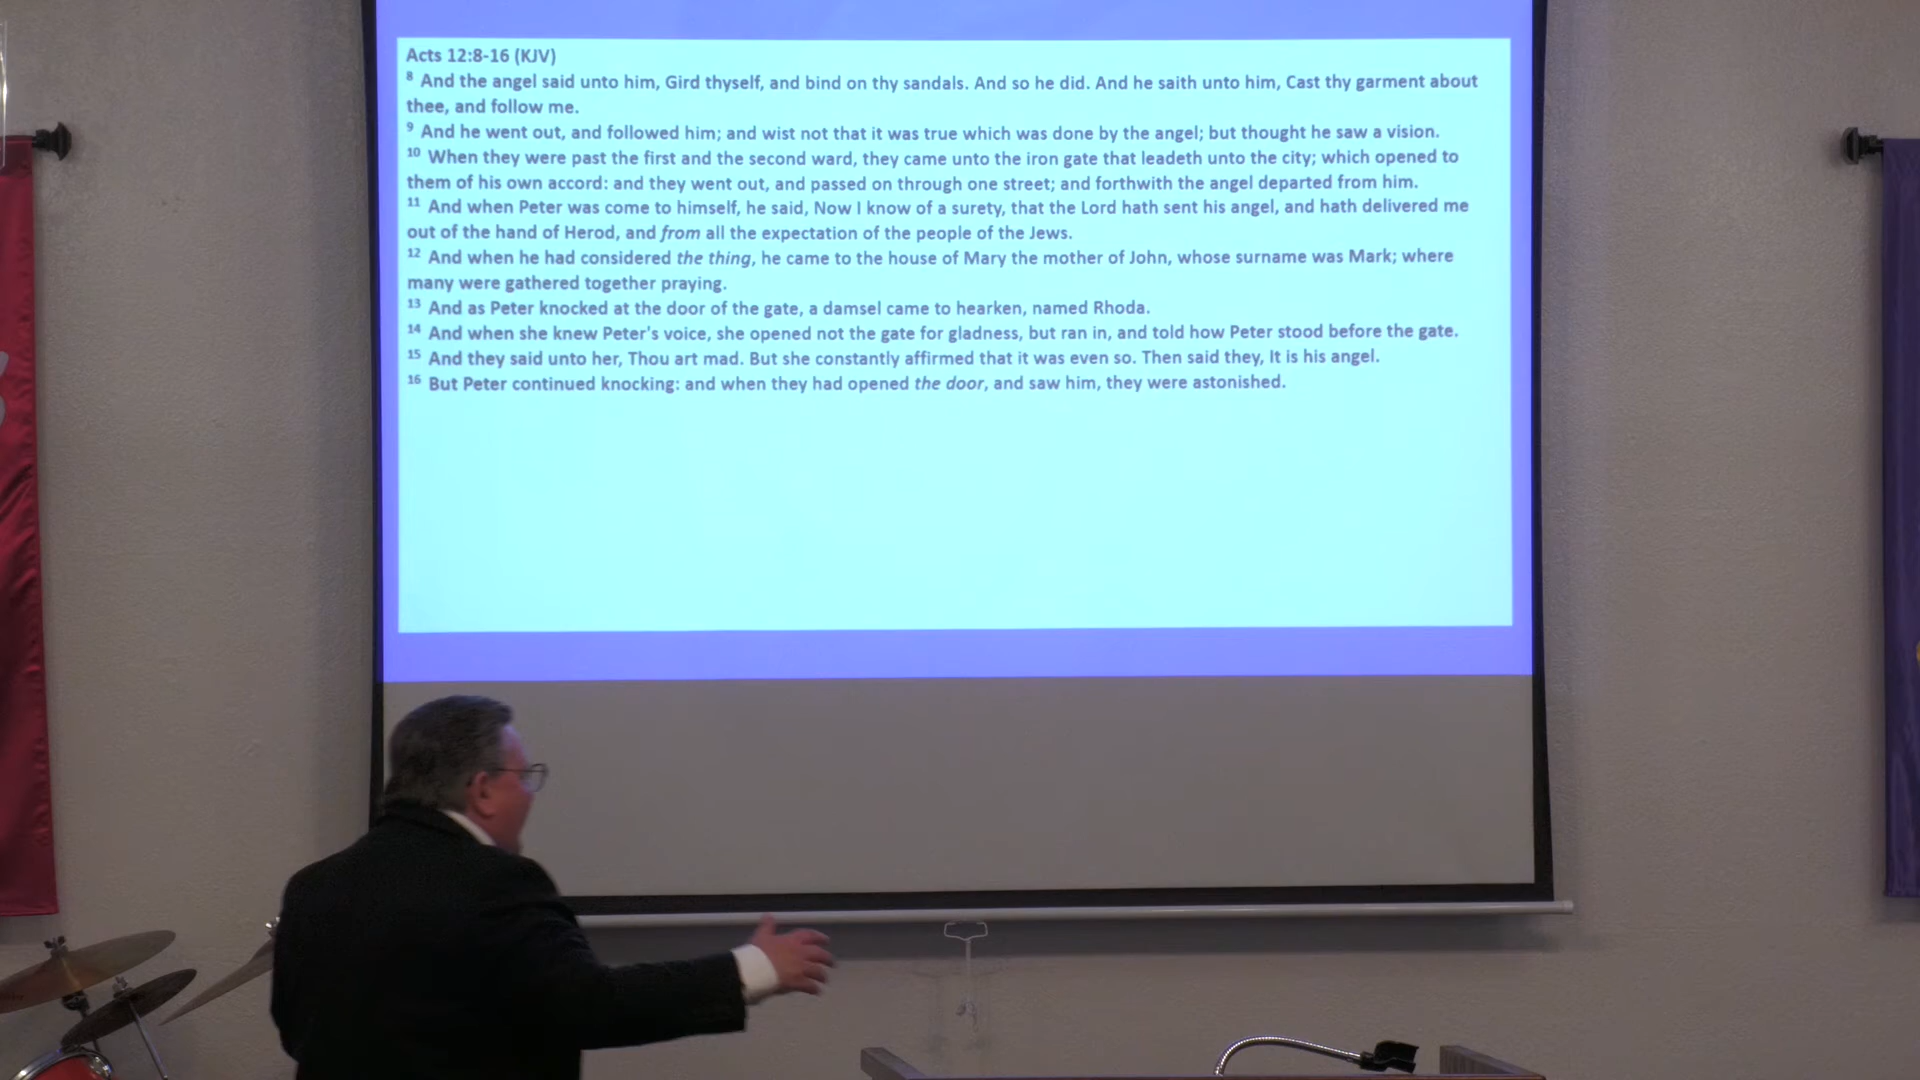 Acts 12:8-16 (KJV)
8 And the angel said unto him, Gird thyself, and bind on thy sandals. And so he did. And he saith unto him, Cast thy garment about
thee, and follow me.
9 And he went out, and followed him; and wist not that it was true which was done by the angel; but thought he saw a vision.
10 When they were past the first and the second ward, they came unto the iron gate that leadeth unto the city; which opened to
them of his own accord: and they went out, and passed on through one street; and forthwith the angel departed from him.
11 And when Peter was come to himself, he said, Now I know of a surety, that the Lord hath sent his angel, and hath delivered me
out of the hand of Herod, and from all the expectation of the people of the Jews.
12 And when he had considered the thing, he came to the house of Mary the mother of John, whose surname was Mark; where
many were gathered together praying.
13 And as Peter knocked at the door of the gate, a damsel came to hearken, named Rhoda.
14 And when she knew Peter's voice, she opened not the gate for gladness, but ran in, and told how Peter stood before the gate.
15 And they said unto her, Thou art mad. But she constantly affirmed that it was even so. Then said they, It is his angel.
16 But Peter continued knocking: and when they had opened the door, and saw him, they were astonished.